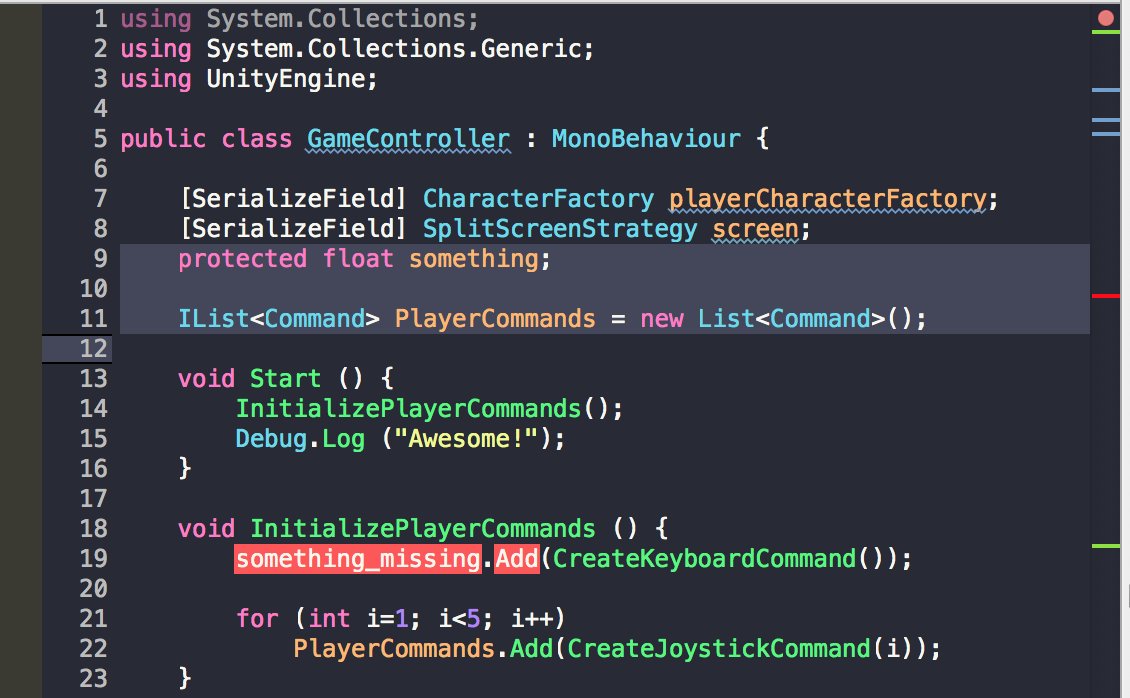 1 using System.Collections;
2 using System.Collections.Generic;
3 using UnityEngine;
4
5 public class GameController : MonoBehaviour {
6
7     [SerializeField] CharacterFactory playerCharacterFactory;
8     [SerializeField] SplitScreenStrategy screen;
9     protected float something;
10
11     IList<Command> PlayerCommands = new List<Command>();
12
13     void Start () {
14         InitializePlayerCommands();
15         Debug.Log ("Awesome!");
16     }
17
18     void InitializePlayerCommands () {
19         something_missing.Add(CreateKeyboardCommand());
20
21         for (int i=1; i<5; i++)
22             PlayerCommands.Add(CreateJoystickCommand(i));
23     }